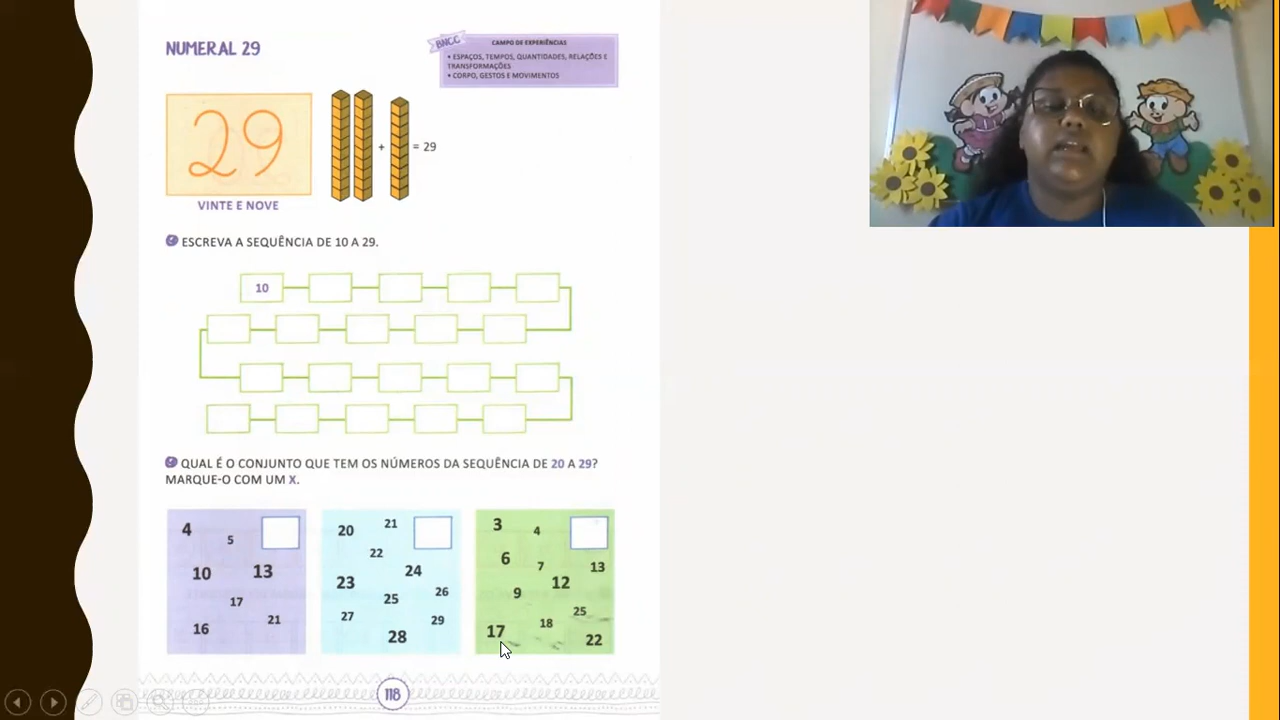 NUMERAL 29
BNCC
CAMPO DE EXPERIÊNCIAS
• ESPAÇOS, TEMPOS, QUANTIDADES, RELAÇÕES E
TRANSFORMAÇÕES
• CORPO, GESTOS E MOVIMENTOS
29
+ = 29
VINTE E NOVE
ESCREVA A SEQUÊNCIA DE 10 A 29.
10
QUAL É O CONJUNTO QUE TEM OS NÚMEROS DA SEQUÊNCIA DE 20 A 29?
MARQUE-O COM UM X.
4
5
10 13
17
16 21
20 21
22
23 24
25 26
27 29
28
3 4
6 7 13
9 12
25
17 18 22
118